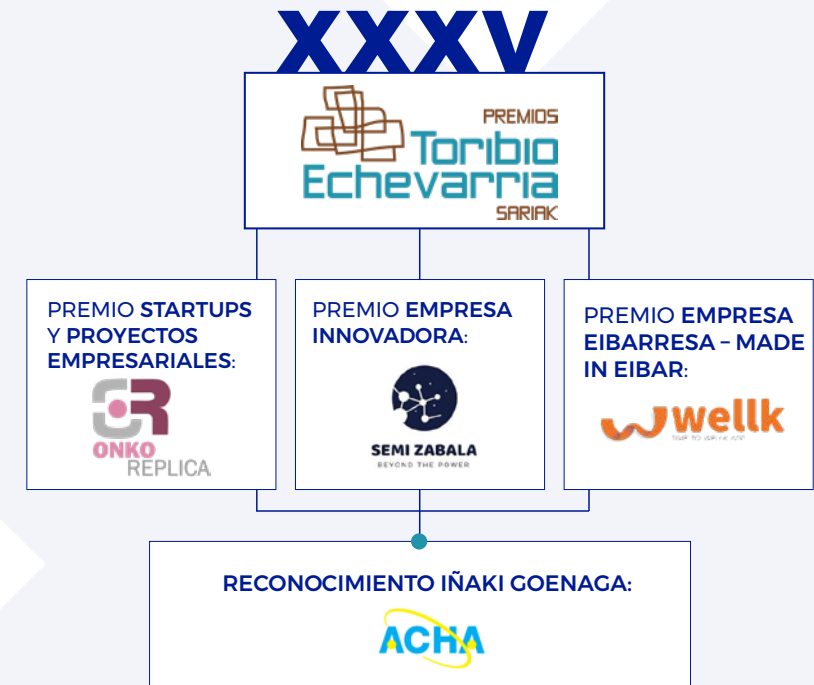 XXXV
PREMIOS
Toribio
Echevarria
SARIAK
PREMIO STARTUPS
Y PROYECTOS
EMPRESARIALES:
ONKO
REPLICA
PREMIO EMPRESA
INNOVADORA:
SEMI ZABALA
BEYOND THE POWER
PREMIO EMPRESA
EIBARRESA – MADE
IN EIBAR:
wellk
RECONOCIMIENTO IÑAKI GOENAGA:
ACHA